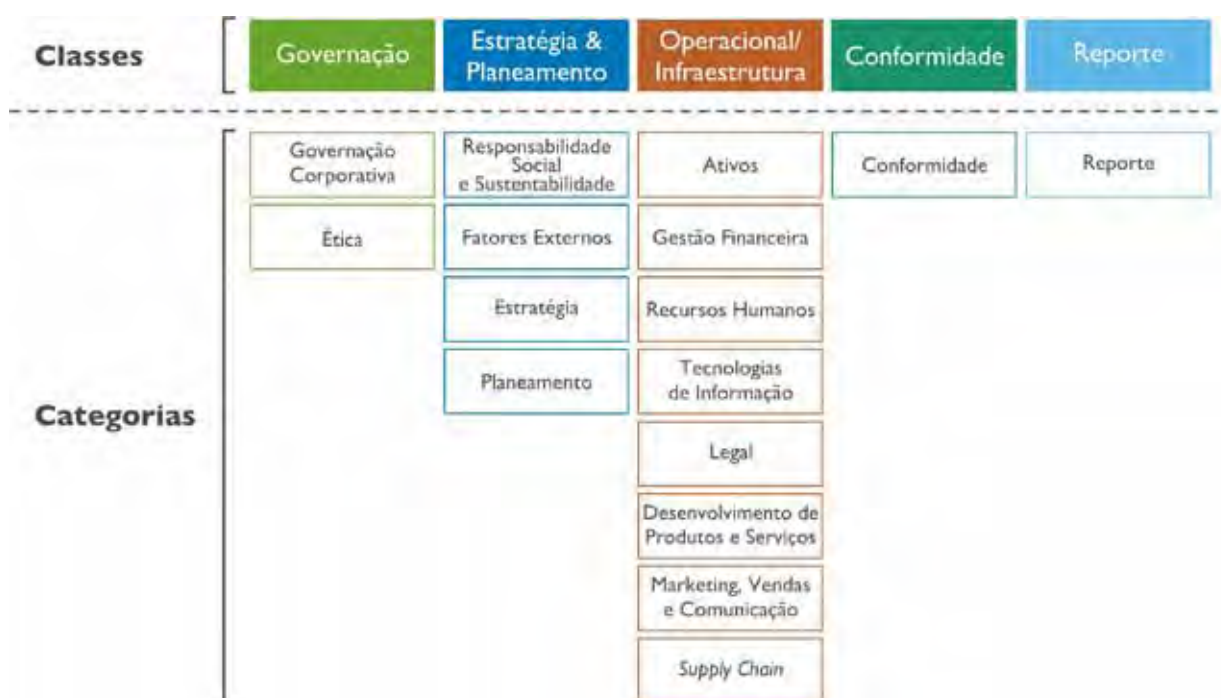 Classes
Governação
Estratégia &
Planeamento
Operacional/
Infraestrutura
Conformidade
Reporte
Categorias
Governação
Corporativa
Ética
Responsabilidade
Social
e Sustentabilidade
Fatores Externos
Estratégia
Planeamento
Ativos
Gestão Financeira
Recursos Humanos
Tecnologias
de Informação
Legal
Desenvolvimento de
Produtos e Serviços
Marketing, Vendas
e Comunicação
Supply Chain
Conformidade
Reporte